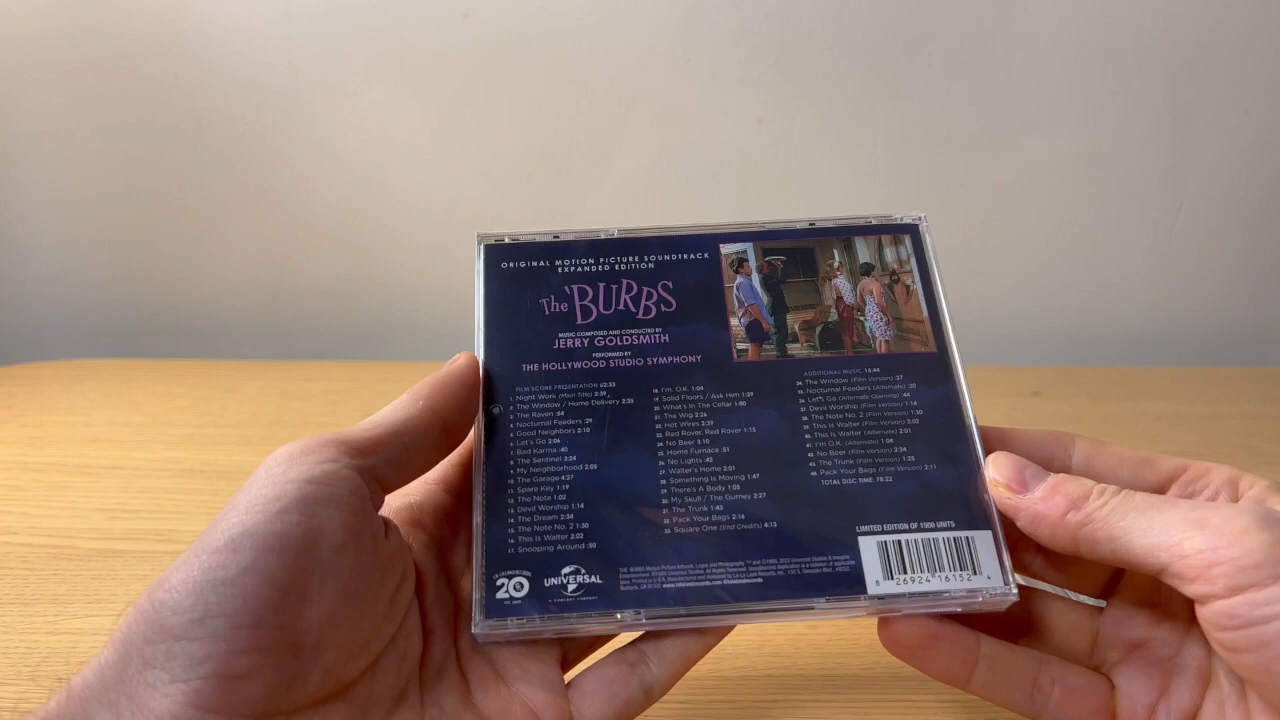 ORIGINAL MOTION PICTURE SOUNDTRACK
EXPANDED EDITION
The 'BURBS
MUSIC COMPOSED AND CONDUCTED BY
JERRY GOLDSMITH
PERFORMED BY
THE HOLLYWOOD STUDIO SYMPHONY
FILM SCORE PRESENTATION 62:33
1. Night Work (Main Title) 2:39
2. The Window / Home Delivery 2:25
3. The Raven :54
4. Nocturnal Feeders :29
5. Good Neighbors 2:10
6. Let's Go 2:06
7. Bad Karma :40
8. The Sentinel 2:24
9. My Neighborhood 2:05
10. The Garage 4:27
11. Spare Key 1:19
12. The Note 1:02
13. Devil Worship 1:14
14. The Dream 2:34
15. The Note No. 2 1:30
16. This Is Walter 2:02
17. Snooping Around :50
18. I'm. O.K. 1:04
19. Solid Floors / Ask Him 1:39
20. What's In The Cellar 1:00
21. The Wig 2:26
22. Hot Wires 2:39
23. Red Rover, Red Rover 1:15
24. No Beer 3:10
25. Home Furnace :51
26. No Lights :42
27. Walter's Home 2:01
28. Something Is Moving 1:47
29. There's A Body 1:05
30. My Skull / The Gurney 2:27
31. The Trunk 1:43
32. Pack Your Bags 2:16
33. Square One (End Credits) 4:13
ADDITIONAL MUSIC 15:44
34. The Window (Film Version) :27
35. Nocturnal Feeders (Alternate) :30
36. Let's Go (Alternate Opening) :44
37. Devil Worship (Film Version) 1:14
38. The Note No. 2 (Film Version) 1:30
39. This Is Walter (Film Version) 2:02
40. This Is Walter (Alternate) 2:01
41. I'm O.K. (Alternate) 1:04
42. No Beer (Film Version) 2:34
43. The Trunk (Film Version) 1:25
44. Pack Your Bags (Film Version) 2:11
TOTAL DISC TIME: 78:22
LIMITED EDITION OF 1500 UNITS
8 26924 16152 4
20
UNIVERSAL
A COMCAST COMPANY
www.lalalandrecords.com @lalalandrecords